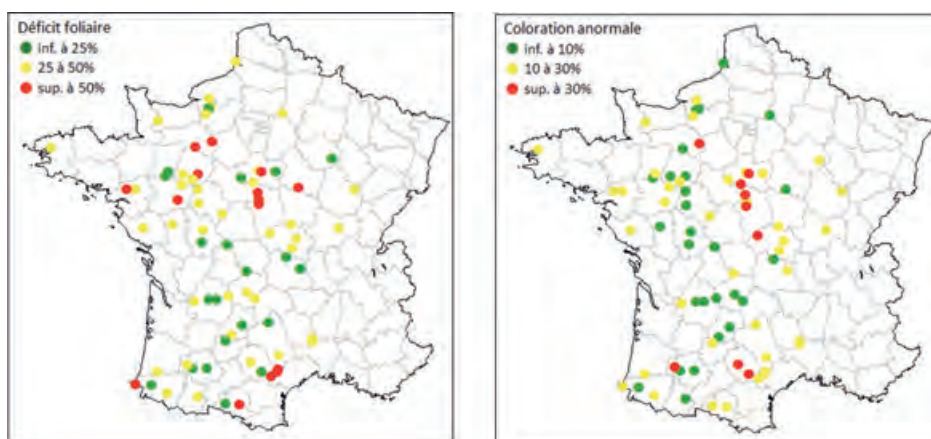 Déficit foliaire
inf. à 25%
25 à 50%
sup. à 50%
Coloration anormale
inf. à 10%
10 à 30%
sup. à 30%